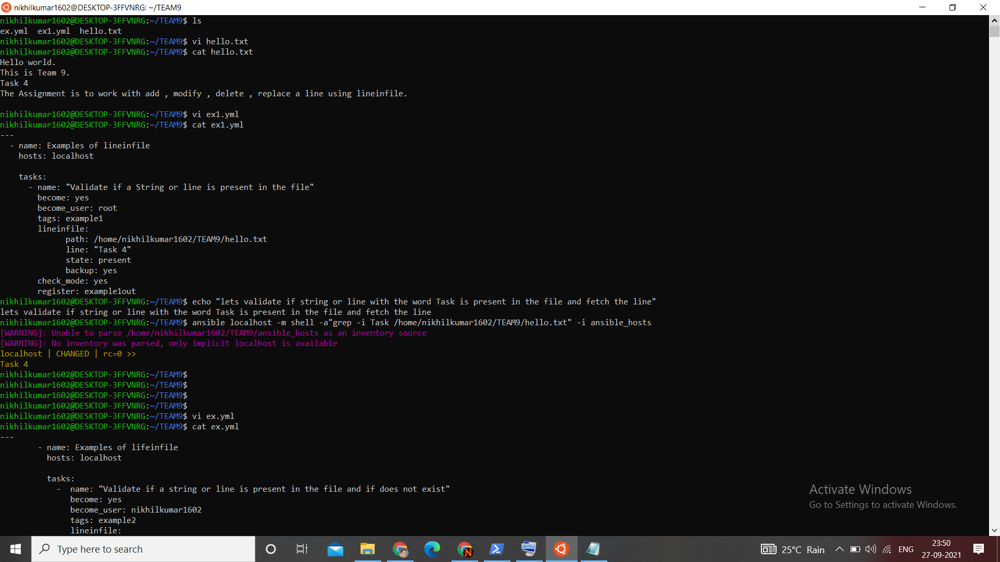 nikhilkumar1602@DESKTOP-3FFVNRG: ~/TEAM9
nikhilkumar1602@DESKTOP-3FFVNRG:~/TEAM9$ ls
ex.yml  ex1.yml  hello.txt
nikhilkumar1602@DESKTOP-3FFVNRG:~/TEAM9$ vi hello.txt
nikhilkumar1602@DESKTOP-3FFVNRG:~/TEAM9$ cat hello.txt
Hello world.
This is Team 9.
Task 4
The Assignment is to work with add , modify , delete , replace a line using lineinfile.
nikhilkumar1602@DESKTOP-3FFVNRG:~/TEAM9$ vi ex1.yml
nikhilkumar1602@DESKTOP-3FFVNRG:~/TEAM9$ cat ex1.yml
---
  - name: Examples of lineinfile
    hosts: localhost
    tasks:
      - name: "Validate if a String or line is present in the file"
        become: yes
        become_user: root
        tags: example1
        lineinfile:
              path: /home/nikhilkumar1602/TEAM9/hello.txt
              line: "Task 4"
              state: present
              backup: yes
        check_mode: yes
        register: example1out
nikhilkumar1602@DESKTOP-3FFVNRG:~/TEAM9$ echo "lets validate if string or line with the word Task is present in the file and fetch the line"
lets validate if string or line with the word Task is present in the file and fetch the line
nikhilkumar1602@DESKTOP-3FFVNRG:~/TEAM9$ ansible localhost -m shell -a"grep -i Task /home/nikhilkumar1602/TEAM9/hello.txt" -i ansible_hosts
[WARNING]: Unable to parse /home/nikhilkumar1602/TEAM9/ansible_hosts as an inventory source
[WARNING]: No inventory was parsed, only implicit localhost is available
localhost | CHANGED | rc=0 >>
Task 4
nikhilkumar1602@DESKTOP-3FFVNRG:~/TEAM9$
nikhilkumar1602@DESKTOP-3FFVNRG:~/TEAM9$
nikhilkumar1602@DESKTOP-3FFVNRG:~/TEAM9$
nikhilkumar1602@DESKTOP-3FFVNRG:~/TEAM9$
nikhilkumar1602@DESKTOP-3FFVNRG:~/TEAM9$ vi ex.yml
nikhilkumar1602@DESKTOP-3FFVNRG:~/TEAM9$ cat ex.yml
---
        - name: Examples of lifeinfile
          hosts: localhost
          tasks:
            -  name: "Validate if a string or line is present in the file and if does not exist"
               become: yes
               become_user: nikhilkumar1602
               tags: example2
               lineinfile:
Activate Windows
Go to Settings to activate Windows.
Type here to search
N
25°C Rain
ENG
23:50
27-09-2021